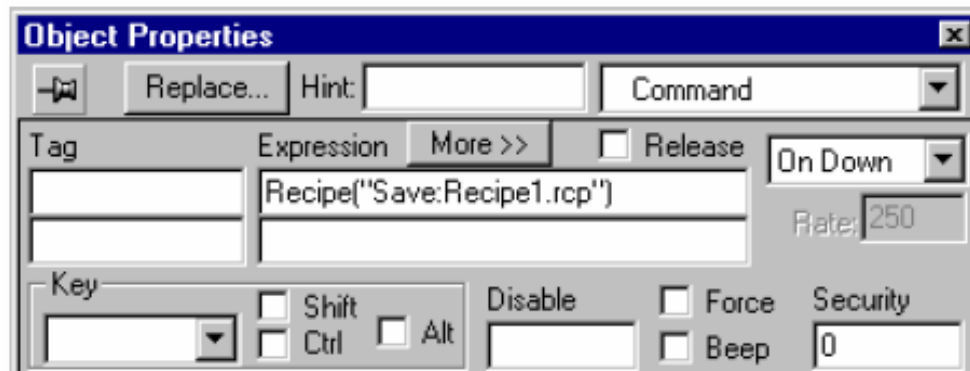 Object Properties
Replace... Hint: Command
Tag Expression More >> Release On Down
Recipe("Save:Recipe1.rcp")
Rate: 250
Key Shift Disable Force Security
Ctrl Alt Beep 0